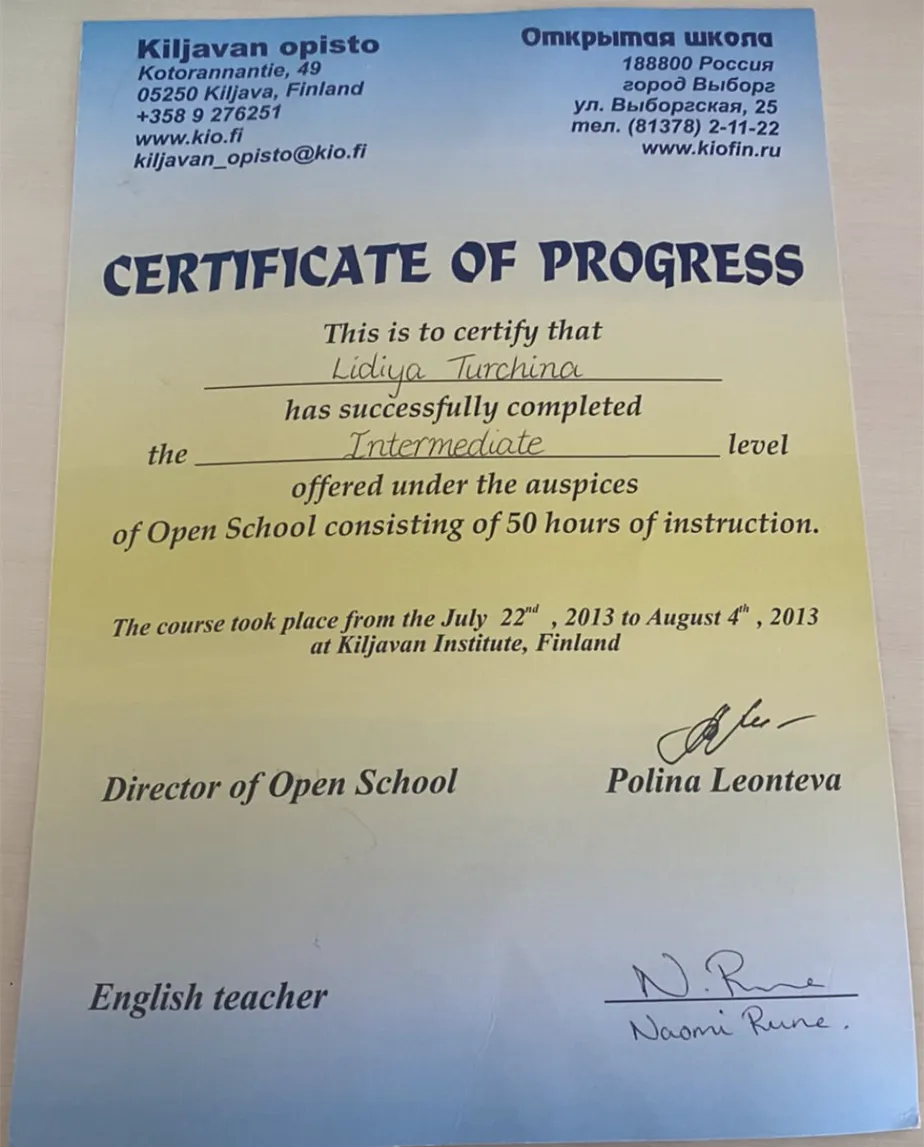 Kiljavan opisto
Kotorannantie, 49
05250 Kiljava, Finland
+358 9 276251
www.kio.fi
kiljavan_opisto@kio.fi
Открытая школа
188800 Россия
город Выборг
ул. Выборгская, 25
тел. (81378) 2-11-22
www.kiofin.ru
CERTIFICATE OF PROGRESS
This is to certify that
Lidiya Turchina
has successfully completed
the Intermediate level
offered under the auspices
of Open School consisting of 50 hours of instruction.
The course took place from the July 22nd , 2013 to August 4th , 2013
at Kiljavan Institute, Finland
Director of Open School Polina Leonteva
English teacher N. Rune
Naomi Rune.